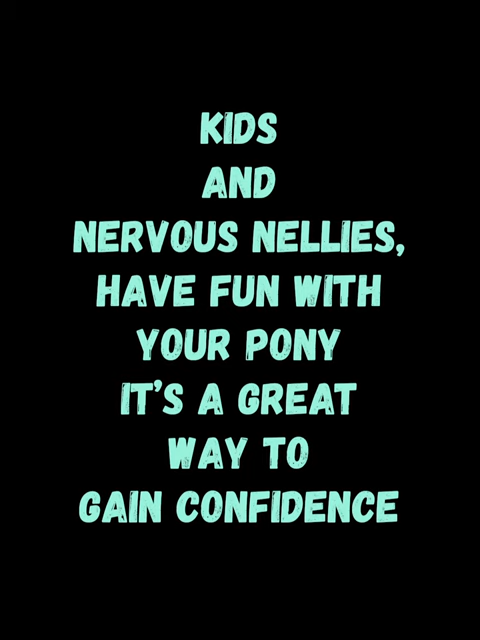 KIDS
AND
NERVOUS NELLIES,
HAVE FUN WITH
YOUR PONY
IT'S A GREAT
WAY TO
GAIN CONFIDENCE